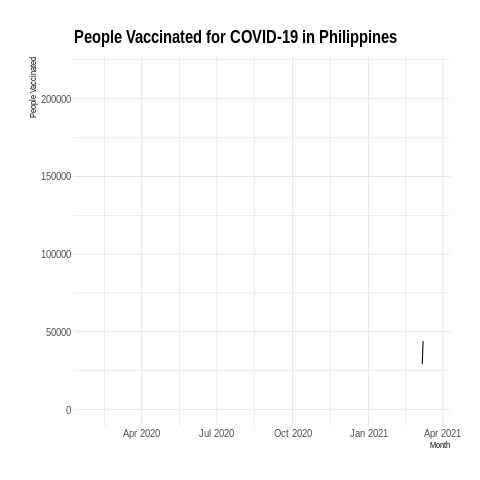 People Vaccinated for COVID-19 in Philippines
People Vaccinated
200000
150000
100000
50000
0
Apr 2020 Jul 2020 Oct 2020 Jan 2021 Apr 2021
Month